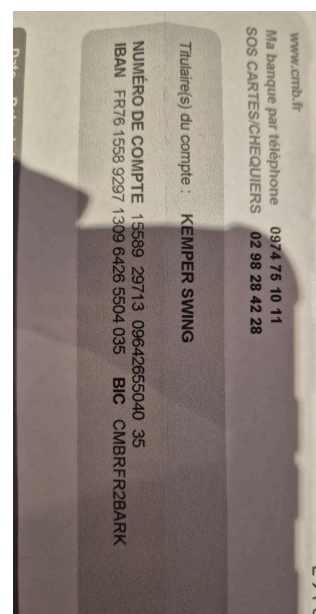 www.cmb.fr
Ma banque par téléphone 0974 75 10 11
SOS CARTES/CHEQUIERS 02 98 28 42 28
Titulaire(s) du compte : KEMPER SWING
NUMÉRO DE COMPTE 15589 29713 09642655040 35
IBAN FR76 1558 9297 1309 6426 5504 035 BIC CMBRFR2BARK